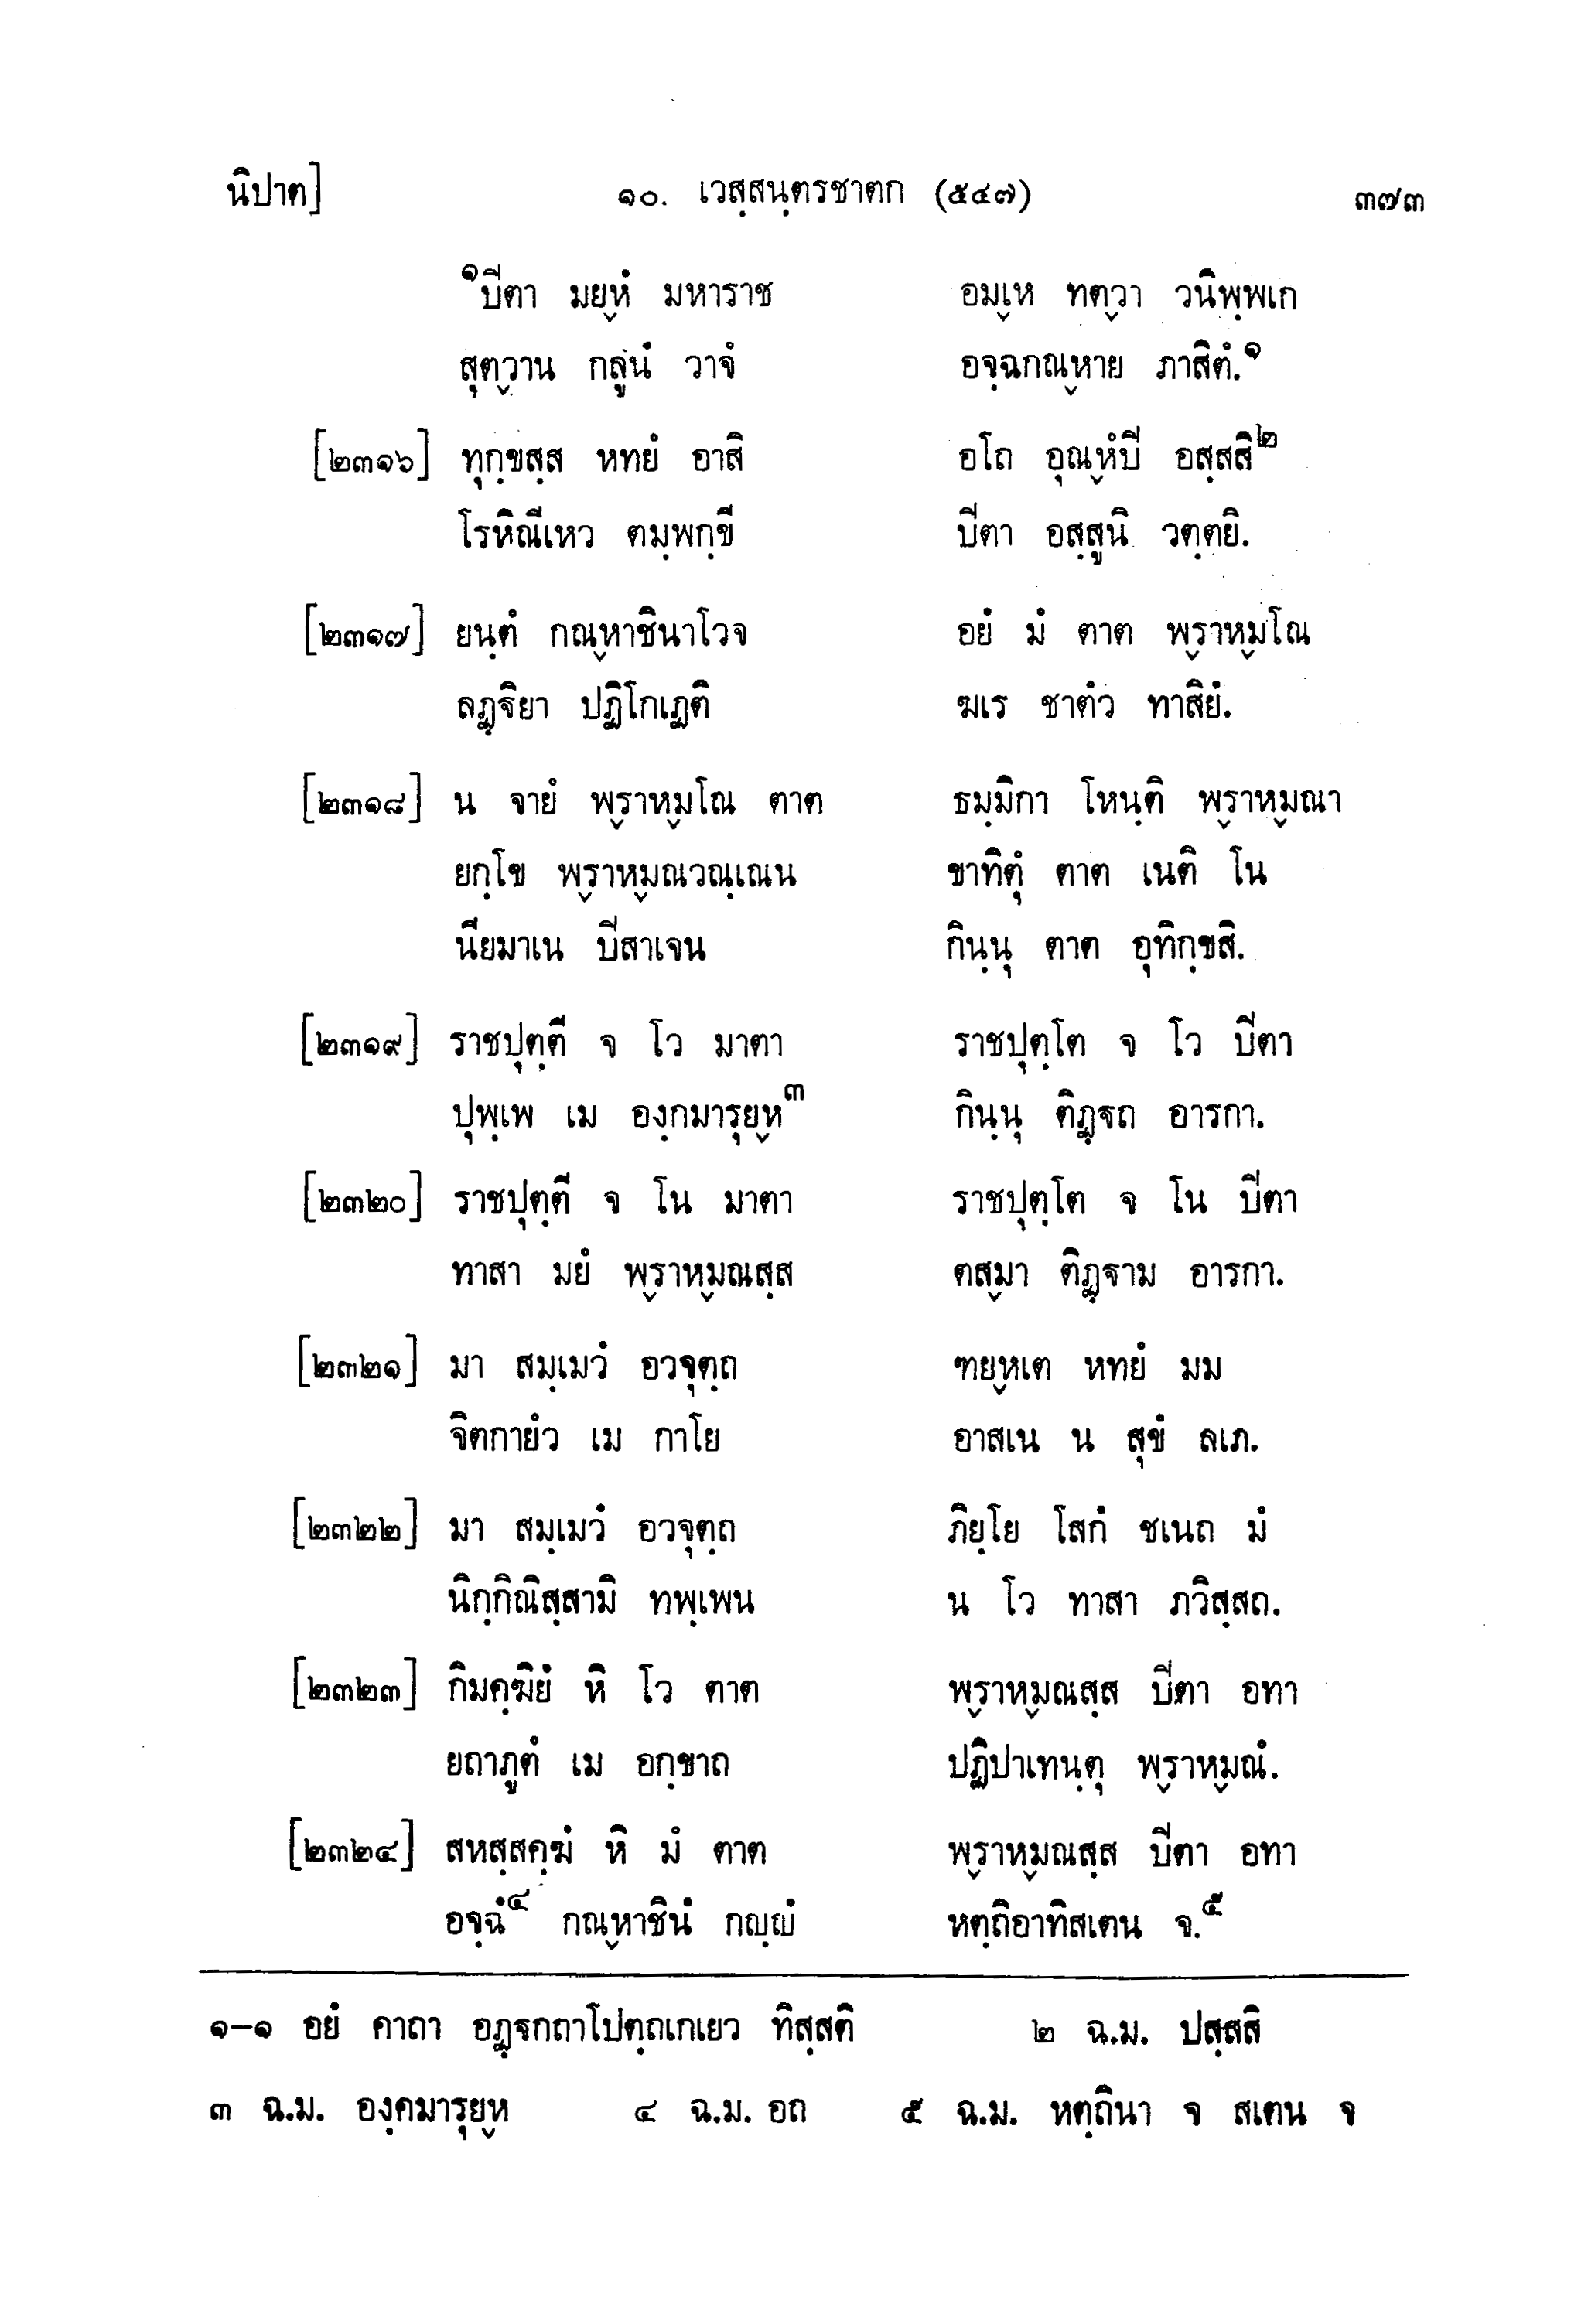 นิปาต] ๑๐. เวสฺสนฺตรชาตก (๕๔๗) ๓๗๓
๑ปิตา มยฺหํ มหาราช อมฺเห ทตฺวา วนิพฺพเก
สุตฺวาน กลูนํ วาจํ อจฺฉกณฺหาย ภาสิตํ.๑
[๒๓๑๖] ทุกฺขสฺส หทยํ อาสิ อโถ อุณฺหํปิ อสฺสสิ๒
โรหิณีเหว ตมฺพกฺขี ปิตา อสฺสูนิ วตฺตยิ.
[๒๓๑๗] ยนฺตํ กณฺหาชินาโวจ อยํ มํ ตาต พฺราหฺมโณ
ลฏฺฐิยา ปฏิโกเฏติ ฆเร ชาตํว ทาสิยํ.
[๒๓๑๘] น จายํ พฺราหฺมโณ ตาต ธมฺมิกา โหนฺติ พฺราหฺมณา
ยกฺโข พฺราหฺมณวณฺเณน ขาทิตุํ ตาต เนติ โน
นียมาเน ปิสาเจน กินฺนุ ตาต อุทิกฺขสิ.
[๒๓๑๙] ราชปุตฺตี จ โว มาตา ราชปุตฺโต จ โว ปิตา
ปุพฺเพ เม องฺกมารุยฺห๓ กินฺนุ ติฏฺฐถ อารกา.
[๒๓๒๐] ราชปุตฺตี จ โน มาตา ราชปุตฺโต จ โน ปิตา
ทาสา มยํ พฺราหฺมณสฺส ตสฺมา ติฏฺฐาม อารกา.
[๒๓๒๑] มา สมฺเมวํ อวจุตฺถ ฑยฺหเต หทยํ มม
จิตกายํว เม กาโย อาสเน น สุขํ ลเภ.
[๒๓๒๒] มา สมฺเมวํ อวจุตฺถ ภิยฺโย โสกํ ชเนถ มํ
นิกฺกิณิสฺสามิ ทพฺเพน น โว ทาสา ภวิสฺสถ.
[๒๓๒๓] กิมคฺฆิยํ หิ โว ตาต พฺราหฺมณสฺส ปิตา อทา
ยถาภูตํ เม อกฺขาถ ปฏิปาเทนฺตุ พฺราหฺมณํ.
[๒๓๒๔] สหสฺสคฺฆํ หิ มํ ตาต พฺราหฺมณสฺส ปิตา อทา
อจฺฉํ๔ กณฺหาชินํ กญฺญํ หตฺถิอาทิสเตน จ.๕
๑-๑ อยํ คาถา อฏฺฐกถาโปตฺถเกเยว ทิสฺสติ ๒ ฉ.ม. ปสฺสสิ
๓ ฉ.ม. องฺคมารุยฺห ๔ ฉ.ม. อถ ๕ ฉ.ม. หตฺถินา จ สเตน จ